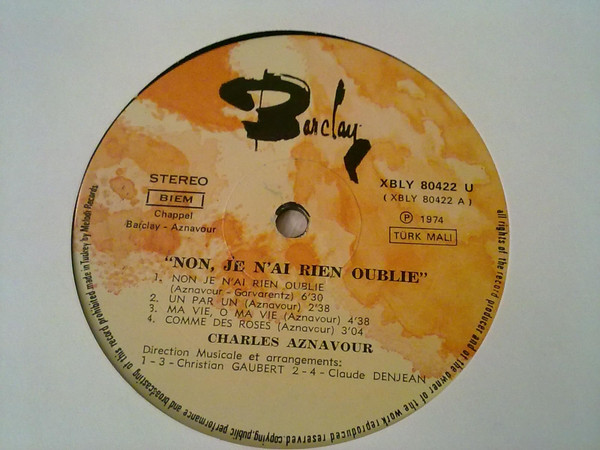 Barclay
STEREO
BIEM
Chappel
Barclay - Aznavour
XBLY 80422 U
( XBLY 80422 A )
Ⓟ 1974
TÜRK MALI
"NON, JE N'AI RIEN OUBLIE"
1. NON JE N'AI RIEN OUBLIE
(Aznavour - Garvarentz) 6'30
2. UN PAR UN (Aznavour) 2'38
3. MA VIE, O MA VIE (Aznavour) 4'38
4. COMME DES ROSES (Aznavour) 3'04
CHARLES AZNAVOUR
Direction Musicale et arrangements:
1 - 3 - Christian GAUBERT 2 - 4 - Claude DENJEAN
all rights of the record producer and of the owner of the work reproduced reserved copying,public performance and broadcasting of this record prohibited made in Turkey by Melodi Records